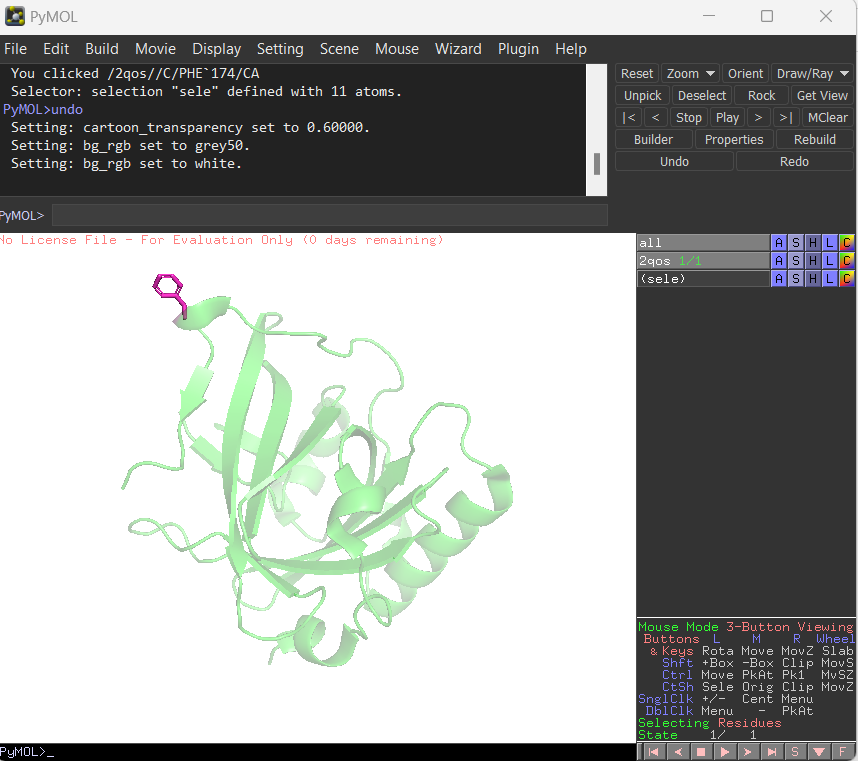 PyMOL
File Edit Build Movie Display Setting Scene Mouse Wizard Plugin Help
You clicked /2qos//C/PHE`174/CA
Selector: selection "sele" defined with 11 atoms.
PyMOL>undo
Setting: cartoon_transparency set to 0.60000.
Setting: bg_rgb set to grey50.
Setting: bg_rgb set to white.
PyMOL>
Reset Zoom Orient Draw/Ray
Unpick Deselect Rock Get View
|< < Stop Play > >| MClear
Builder Properties Rebuild
Undo Redo
No License File - For Evaluation Only (0 days remaining)
all A S H L C
2qos 1/1 A S H L C
(sele) A S H L C
Mouse Mode 3-Button Viewing
Buttons L M R Wheel
& Keys Rota Move MovZ Slab
Shft +Box -Box Clip MovS
Ctrl Move PkAt Pk1 MvSZ
CtSh Sele Orig Clip MovZ
SnglClk +/- Cent Menu
DblClk Menu - PkAt
Selecting Residues
State 1/ 1
PyMOL>_
S F